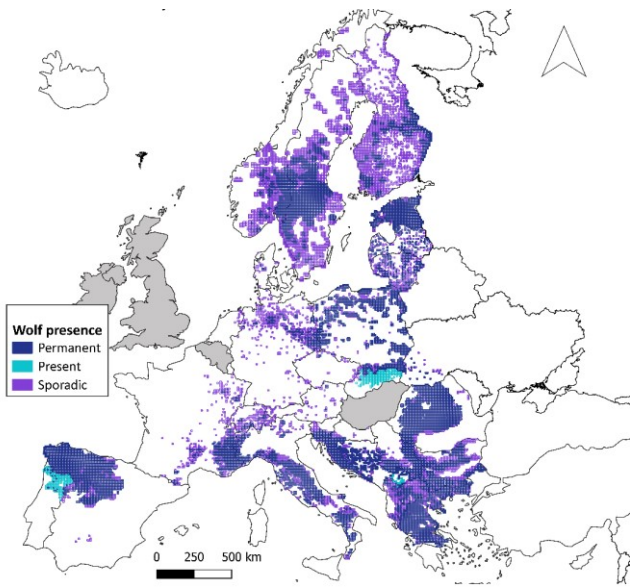 Wolf presence
Permanent
Present
Sporadic
0 250 500 km